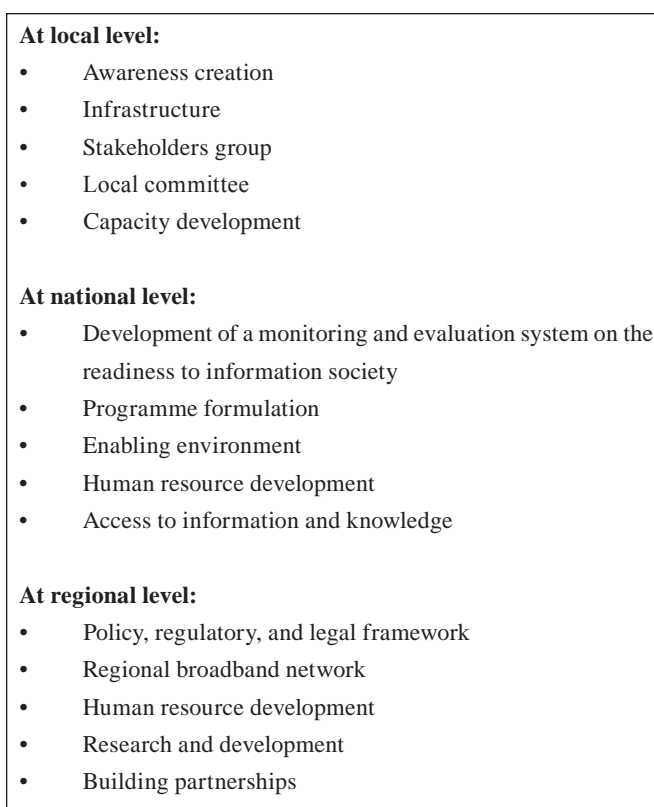 At local level:
• Awareness creation
• Infrastructure
• Stakeholders group
• Local committee
• Capacity development
At national level:
• Development of a monitoring and evaluation system on the
readiness to information society
• Programme formulation
• Enabling environment
• Human resource development
• Access to information and knowledge
At regional level:
• Policy, regulatory, and legal framework
• Regional broadband network
• Human resource development
• Research and development
• Building partnerships